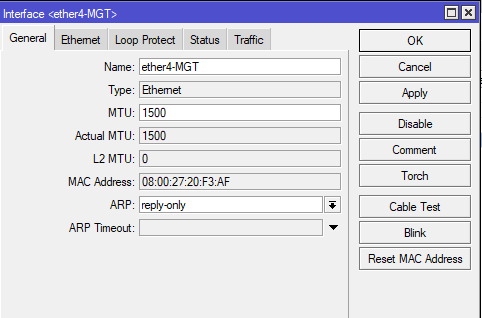 Interface <ether4-MGT>
General Ethernet Loop Protect Status Traffic
OK
Name: ether4-MGT
Cancel
Type: Ethernet
Apply
MTU: 1500
Disable
Actual MTU: 1500
Comment
L2 MTU: 0
Torch
MAC Address: 08:00:27:20:F3:AF
ARP: reply-only
Cable Test
ARP Timeout:
Blink
Reset MAC Address